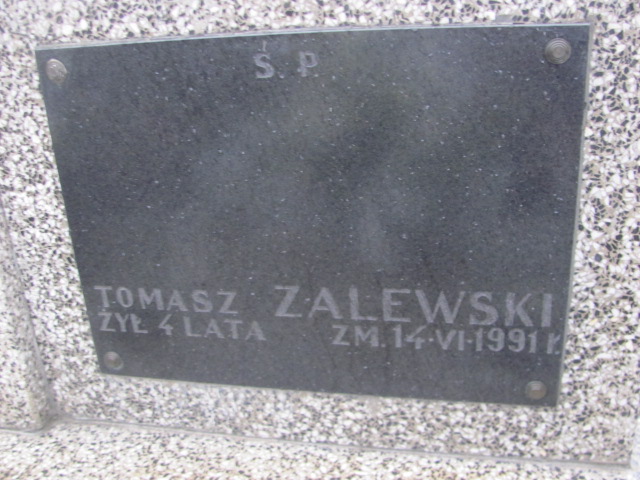 Ś.P.
TOMASZ ZALEWSKI
ŻYŁ 4 LATA ZM. 14·VI·1991 r.